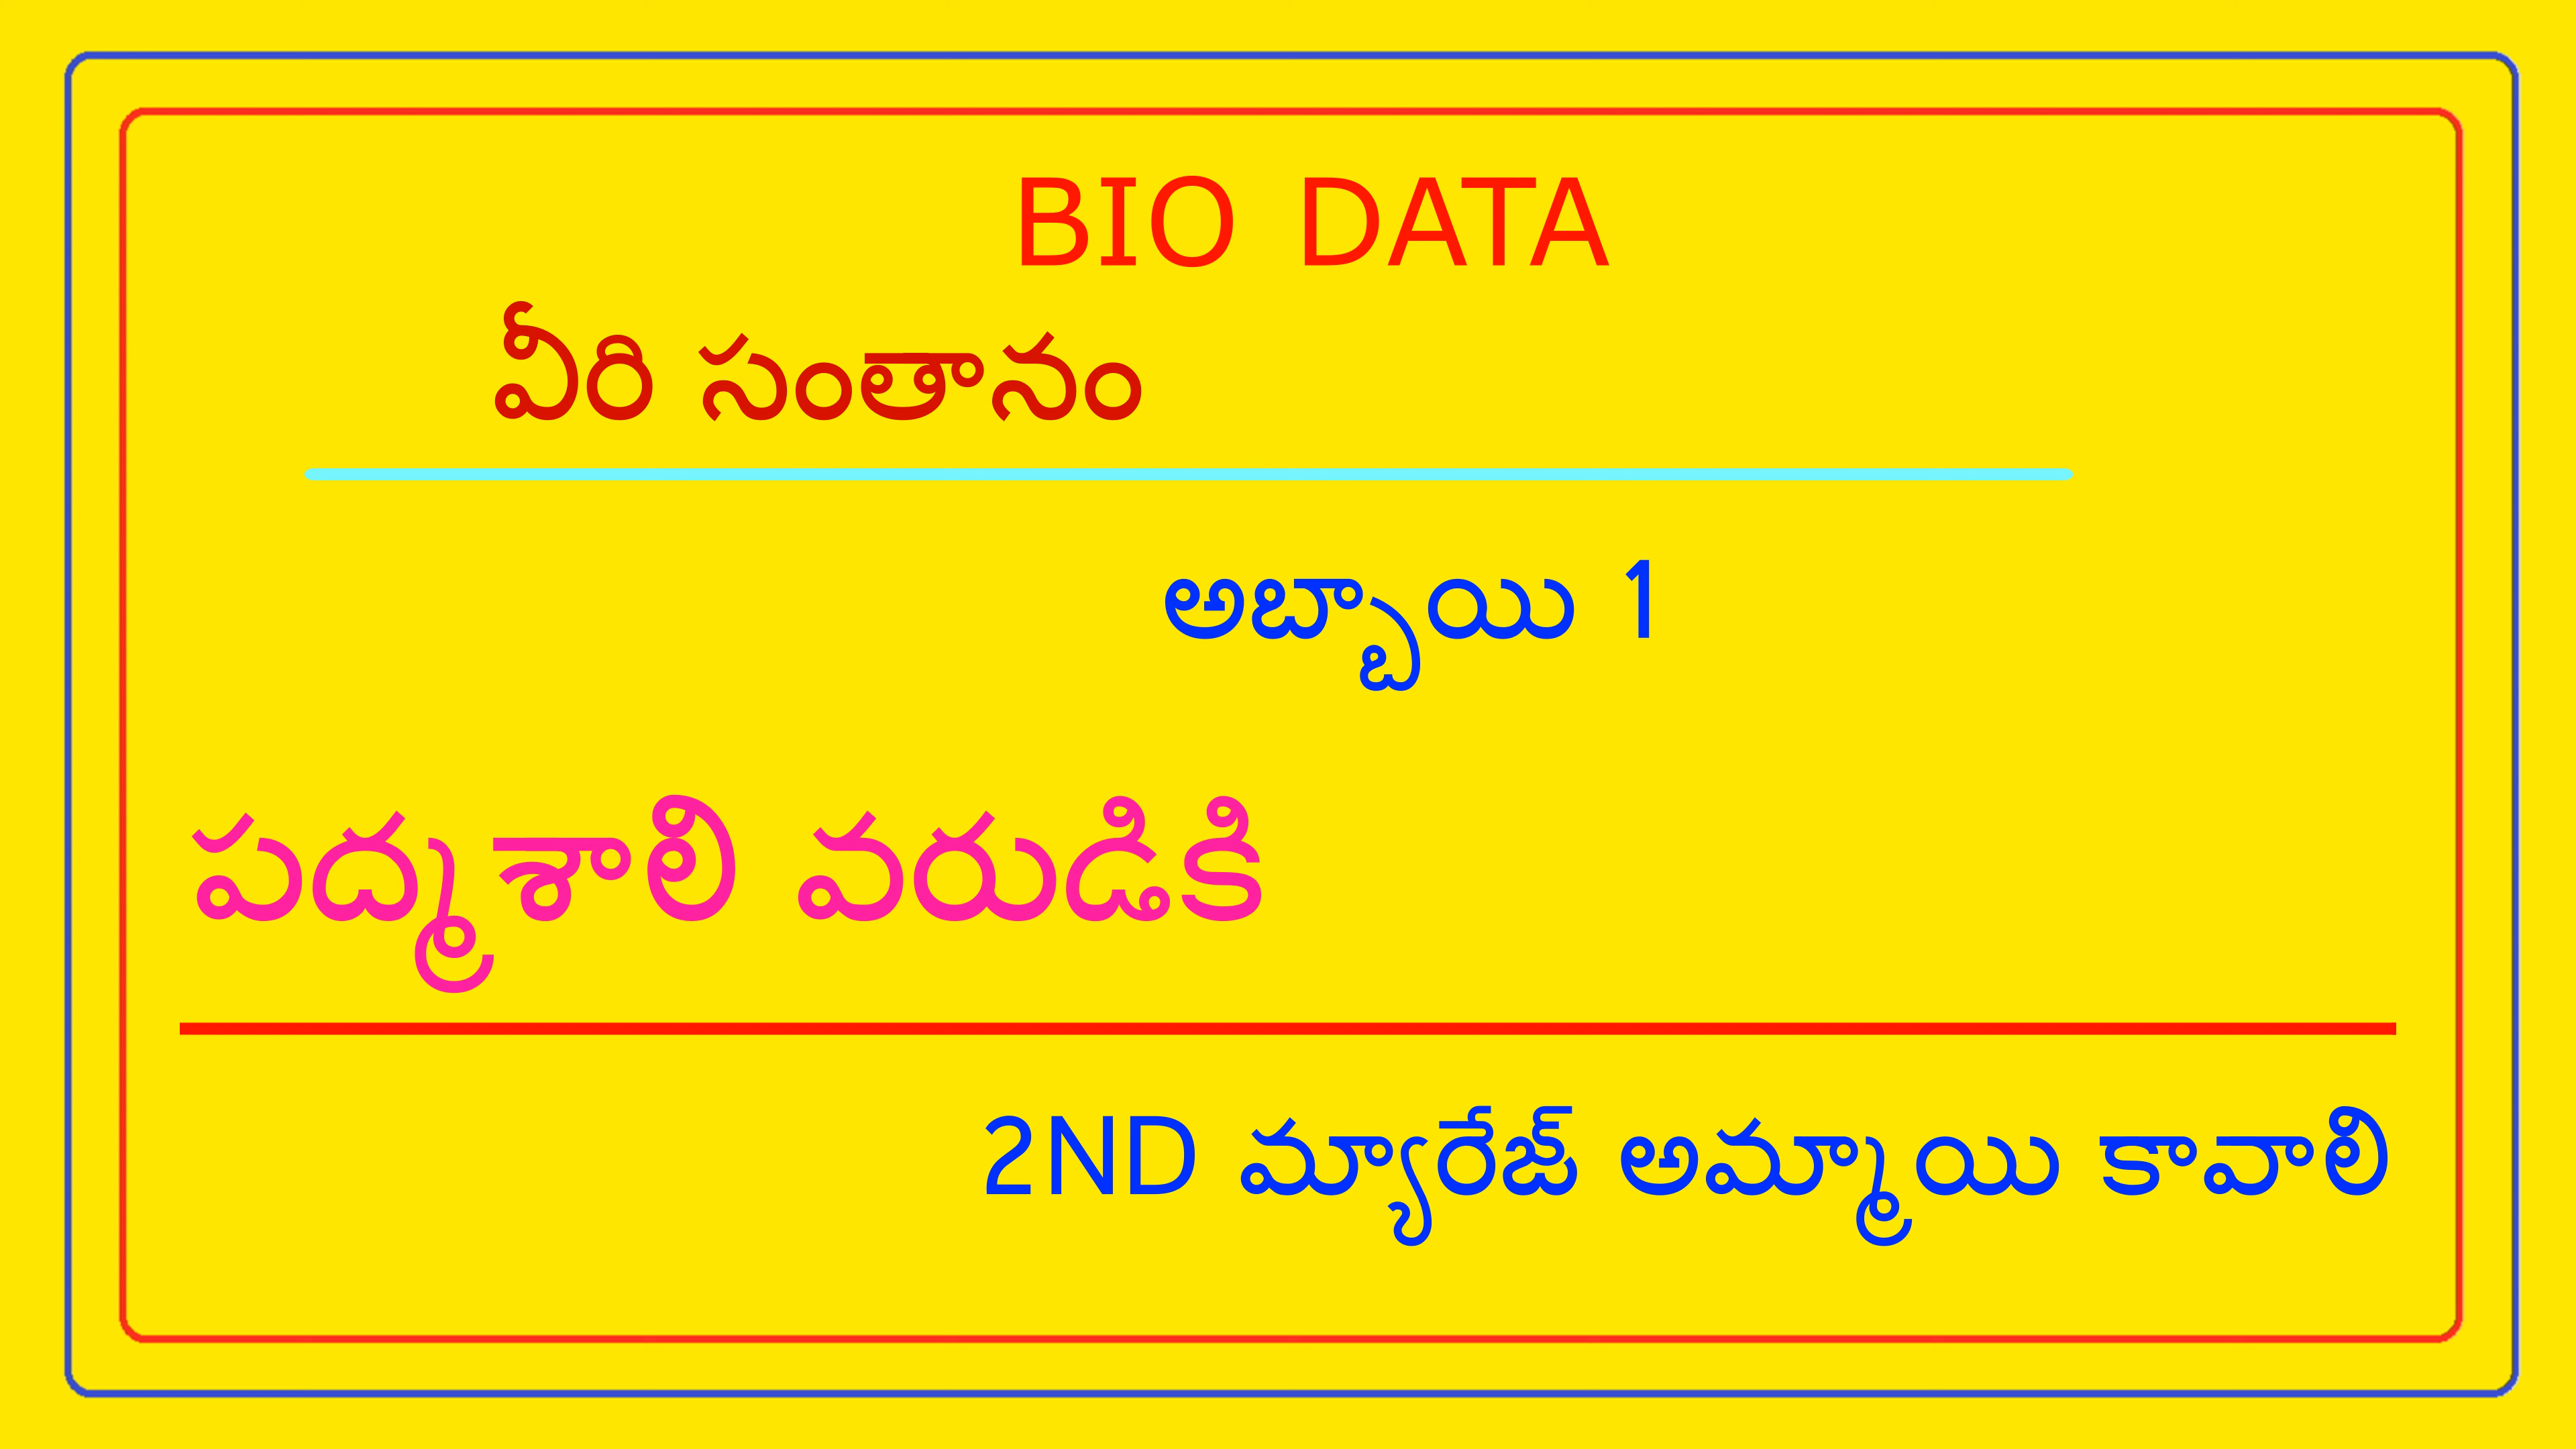 BIO DATA
వీరి సంతానం
అబ్బాయి 1
పద్మశాలి వరుడికి
2ND మ్యారేజ్ అమ్మాయి కావాలి